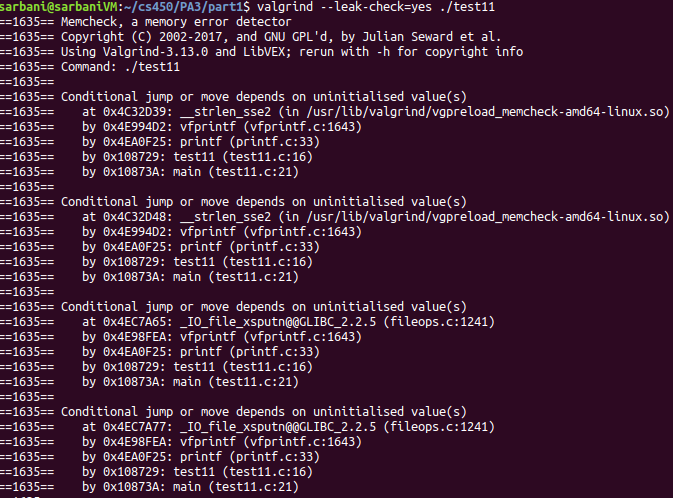 sarbani@sarbaniVM:~/cs450/PA3/part1$ valgrind --leak-check=yes ./test11
==1635== Memcheck, a memory error detector
==1635== Copyright (C) 2002-2017, and GNU GPL'd, by Julian Seward et al.
==1635== Using Valgrind-3.13.0 and LibVEX; rerun with -h for copyright info
==1635== Command: ./test11
==1635==
==1635== Conditional jump or move depends on uninitialised value(s)
==1635==    at 0x4C32D39: __strlen_sse2 (in /usr/lib/valgrind/vgpreload_memcheck-amd64-linux.so)
==1635==    by 0x4E994D2: vfprintf (vfprintf.c:1643)
==1635==    by 0x4EA0F25: printf (printf.c:33)
==1635==    by 0x108729: test11 (test11.c:16)
==1635==    by 0x10873A: main (test11.c:21)
==1635==
==1635== Conditional jump or move depends on uninitialised value(s)
==1635==    at 0x4C32D48: __strlen_sse2 (in /usr/lib/valgrind/vgpreload_memcheck-amd64-linux.so)
==1635==    by 0x4E994D2: vfprintf (vfprintf.c:1643)
==1635==    by 0x4EA0F25: printf (printf.c:33)
==1635==    by 0x108729: test11 (test11.c:16)
==1635==    by 0x10873A: main (test11.c:21)
==1635==
==1635== Conditional jump or move depends on uninitialised value(s)
==1635==    at 0x4EC7A65: _IO_file_xsputn@@GLIBC_2.2.5 (fileops.c:1241)
==1635==    by 0x4E98FEA: vfprintf (vfprintf.c:1643)
==1635==    by 0x4EA0F25: printf (printf.c:33)
==1635==    by 0x108729: test11 (test11.c:16)
==1635==    by 0x10873A: main (test11.c:21)
==1635==
==1635== Conditional jump or move depends on uninitialised value(s)
==1635==    at 0x4EC7A77: _IO_file_xsputn@@GLIBC_2.2.5 (fileops.c:1241)
==1635==    by 0x4E98FEA: vfprintf (vfprintf.c:1643)
==1635==    by 0x4EA0F25: printf (printf.c:33)
==1635==    by 0x108729: test11 (test11.c:16)
==1635==    by 0x10873A: main (test11.c:21)